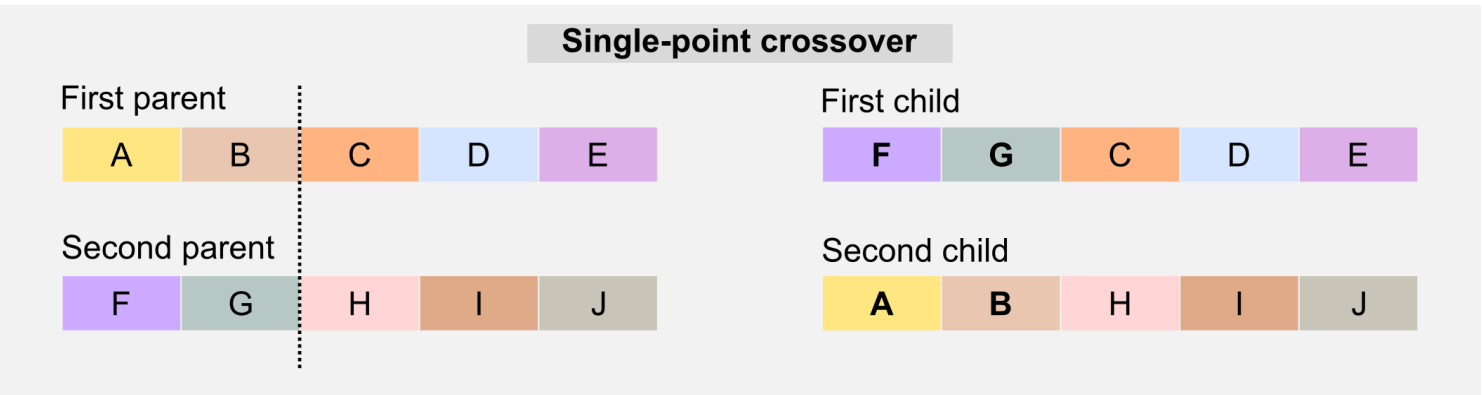 Single-point crossover
First parent
A B C D E
Second parent
F G H I J
First child
F G C D E
Second child
A B H I J